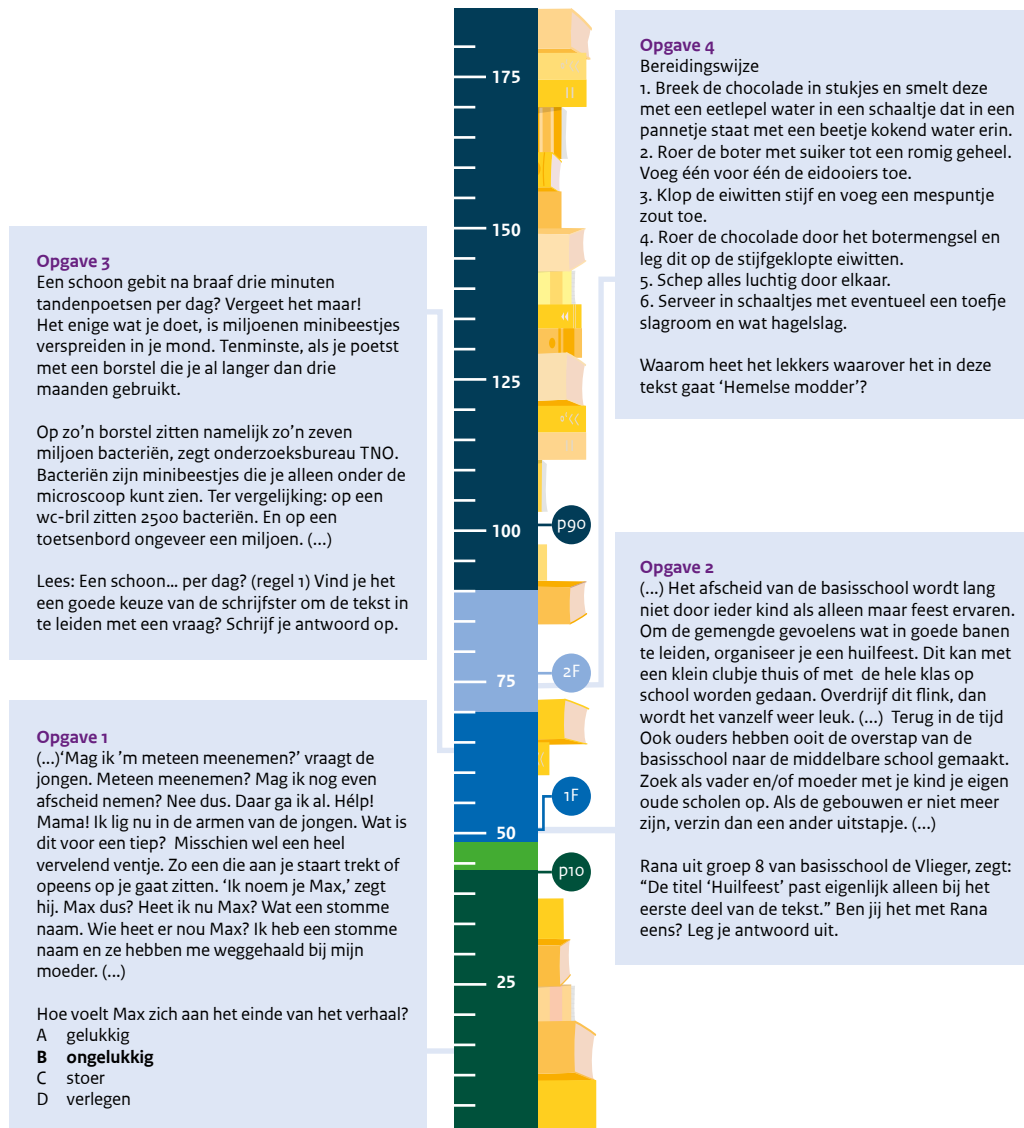 Opgave 4
Bereidingswijze
1. Breek de chocolade in stukjes en smelt deze
met een eetlepel water in een schaaltje dat in een
pannetje staat met een beetje kokend water erin.
2. Roer de boter met suiker tot een romig geheel.
Voeg één voor één de eidooiers toe.
3. Klop de eiwitten stijf en voeg een mespuntje
zout toe.
4. Roer de chocolade door het botermengsel en
leg dit op de stijfgeklopte eiwitten.
5. Schep alles luchtig door elkaar.
6. Serveer in schaaltjes met eventueel een toefje
slagroom en wat hagelslag.
Waarom heet het lekkers waarover het in deze
tekst gaat ‘Hemelse modder’?
Opgave 3
Een schoon gebit na braaf drie minuten
tandenpoetsen per dag? Vergeet het maar!
Het enige wat je doet, is miljoenen minibeestjes
verspreiden in je mond. Tenminste, als je poetst
met een borstel die je al langer dan drie
maanden gebruikt.
Op zo’n borstel zitten namelijk zo’n zeven
miljoen bacteriën, zegt onderzoeksbureau TNO.
Bacteriën zijn minibeestjes die je alleen onder de
microscoop kunt zien. Ter vergelijking: op een
wc-bril zitten 2500 bacteriën. En op een
toetsenbord ongeveer een miljoen. (...)
Lees: Een schoon... per dag? (regel 1) Vind je het
een goede keuze van de schrijfster om de tekst in
te leiden met een vraag? Schrijf je antwoord op.
Opgave 2
(...) Het afscheid van de basisschool wordt lang
niet door ieder kind als alleen maar feest ervaren.
Om de gemengde gevoelens wat in goede banen
te leiden, organiseer je een huilfeest. Dit kan met
een klein clubje thuis of met de hele klas op
school worden gedaan. Overdrijf dit flink, dan
wordt het vanzelf weer leuk. (...) Terug in de tijd
Ook ouders hebben ooit de overstap van de
basisschool naar de middelbare school gemaakt.
Zoek als vader en/of moeder met je kind je eigen
oude scholen op. Als de gebouwen er niet meer
zijn, verzin dan een ander uitstapje. (...)
Rana uit groep 8 van basisschool de Vlieger, zegt:
“De titel ‘Huilfeest’ past eigenlijk alleen bij het
eerste deel van de tekst.” Ben jij het met Rana
eens? Leg je antwoord uit.
Opgave 1
(...)‘Mag ik ’m meteen meenemen?’ vraagt de
jongen. Meteen meenemen? Mag ik nog even
afscheid nemen? Nee dus. Daar ga ik al. Hélp!
Mama! Ik lig nu in de armen van de jongen. Wat is
dit voor een tiep? Misschien wel een heel
vervelend ventje. Zo een die aan je staart trekt of
opeens op je gaat zitten. ‘Ik noem je Max,’ zegt
hij. Max dus? Heet ik nu Max? Wat een stomme
naam. Wie heet er nou Max? Ik heb een stomme
naam en ze hebben me weggehaald bij mijn
moeder. (...)
Hoe voelt Max zich aan het einde van het verhaal?
A gelukkig
B ongelukkig
C stoer
D verlegen
175
150
125
100
75
50
25
p90
2F
1F
p10